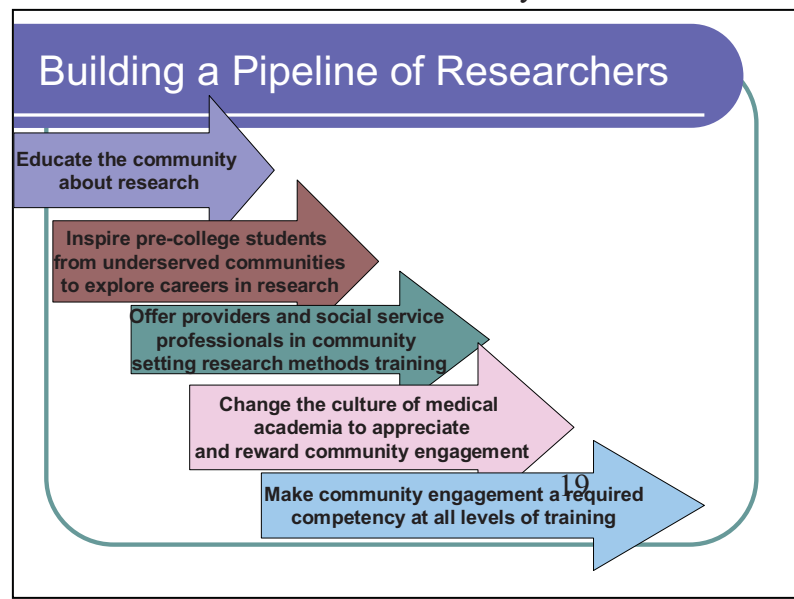 Building a Pipeline of Researchers
Educate the community
about research
Inspire pre-college students
from underserved communities
to explore careers in research
Offer providers and social service
professionals in community
setting research methods training
Change the culture of medical
academia to appreciate
and reward community engagement
19
Make community engagement a required
competency at all levels of training